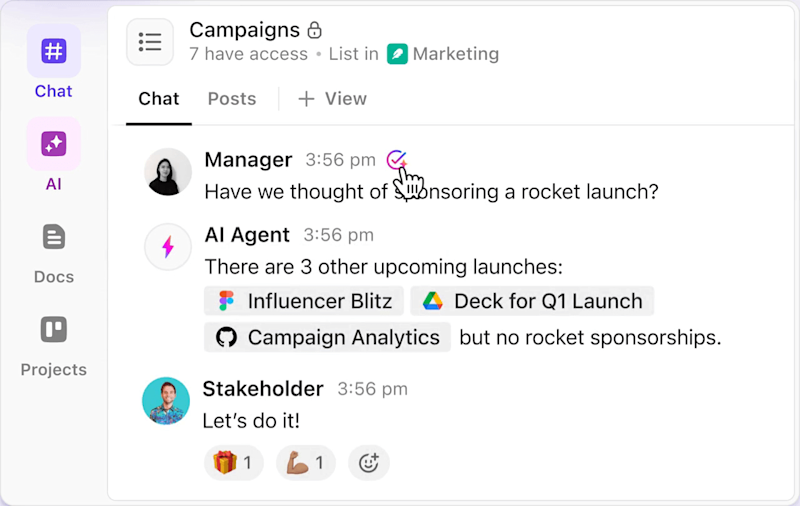 Campaigns
7 have access • List in Marketing
Chat Posts + View
Chat
AI
Docs
Projects
Manager 3:56 pm
Have we thought of sponsoring a rocket launch?
AI Agent 3:56 pm
There are 3 other upcoming launches:
Influencer Blitz Deck for Q1 Launch
Campaign Analytics but no rocket sponsorships.
Stakeholder 3:56 pm
Let’s do it!
1 1